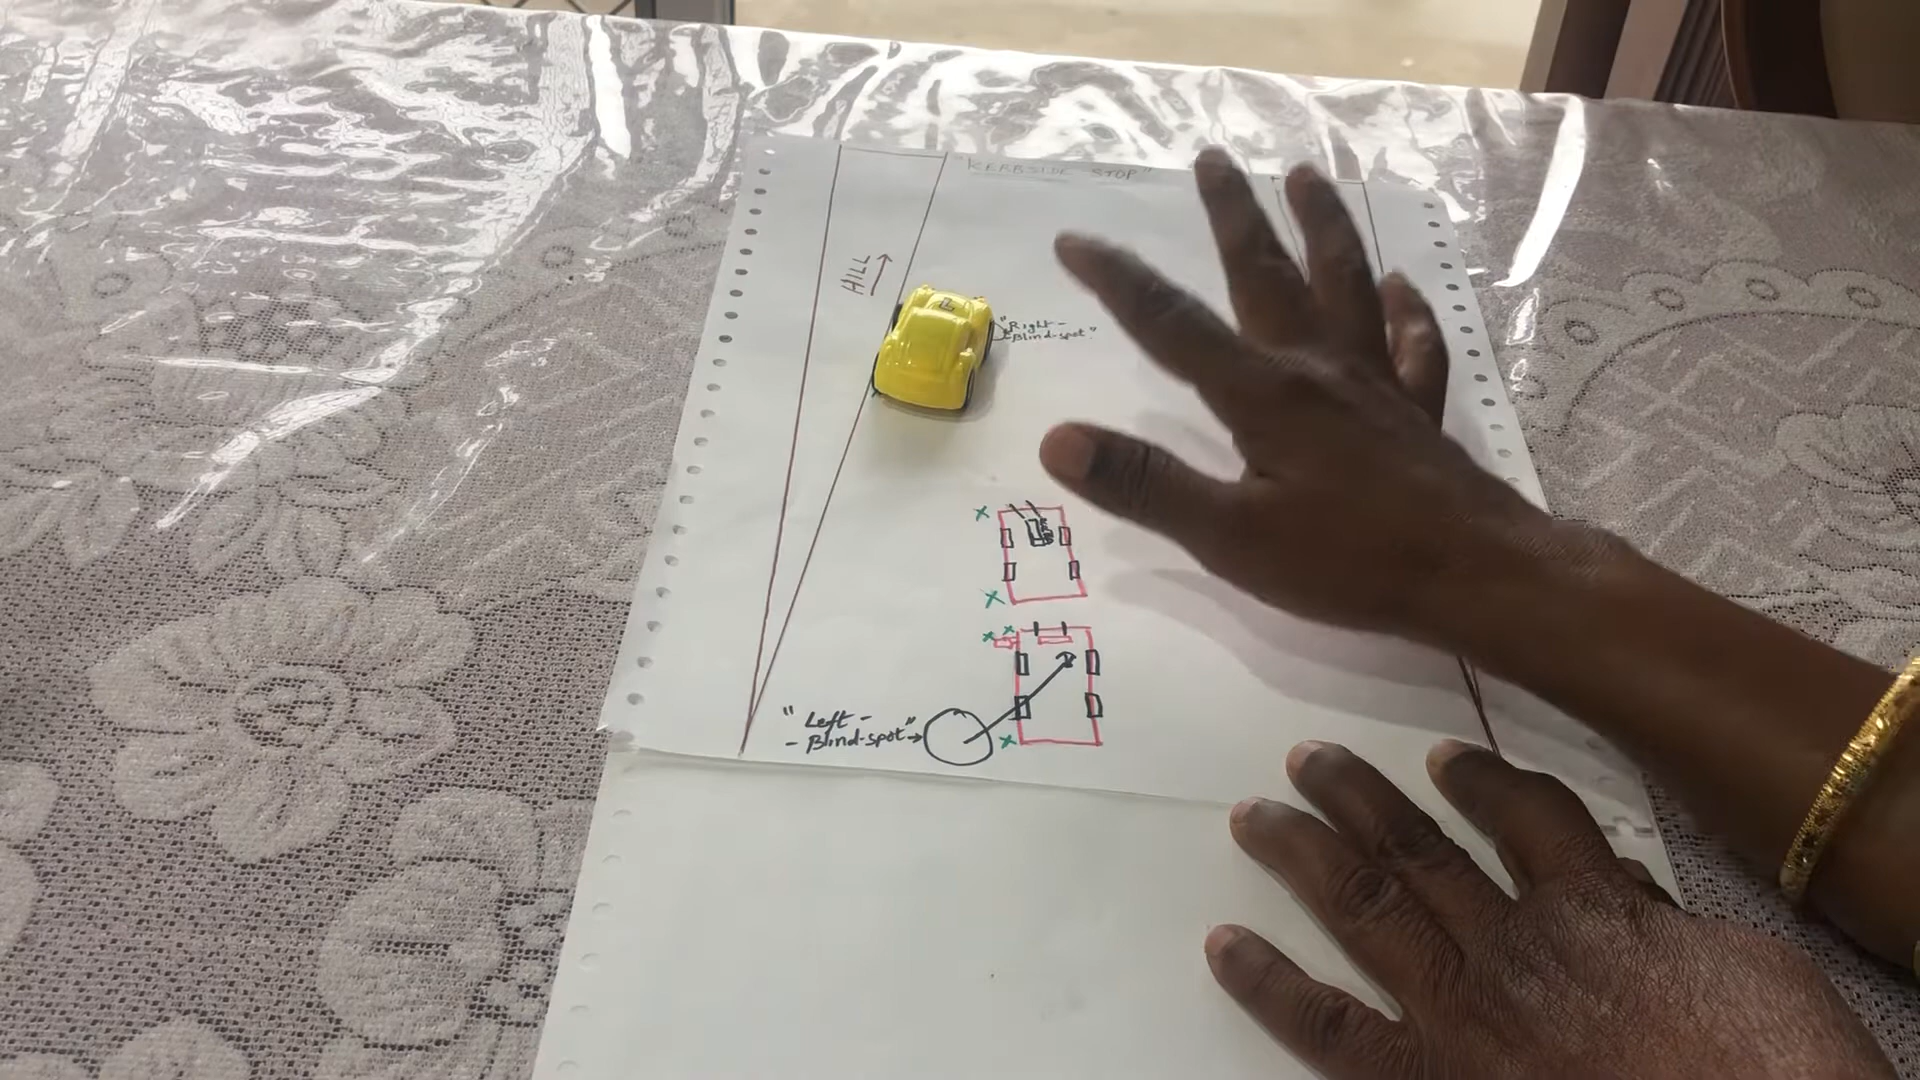 "KERBSIDE STOP"
HILL
L
"Right-
Blind-spot".
"Left-
-Blind-spot"